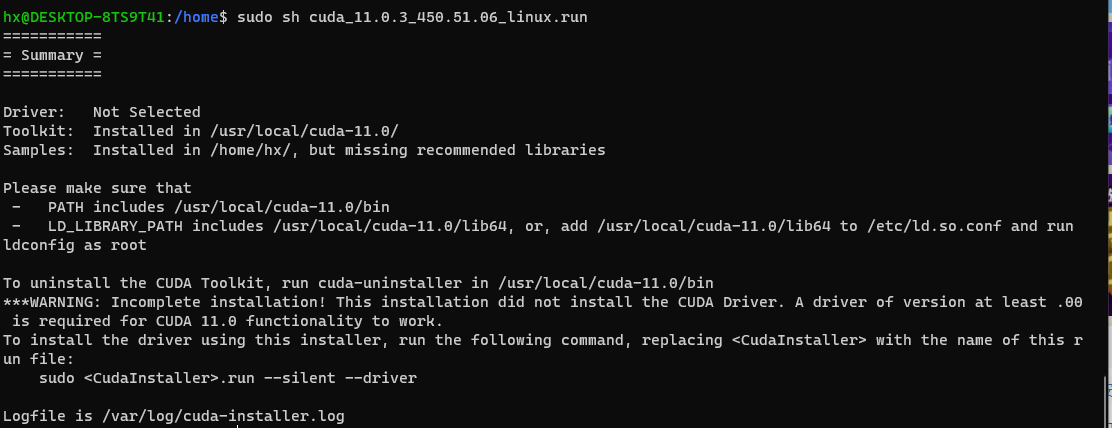 hx@DESKTOP-8TS9T41:/home$ sudo sh cuda_11.0.3_450.51.06_linux.run
===========
= Summary =
===========
Driver:   Not Selected
Toolkit:  Installed in /usr/local/cuda-11.0/
Samples:  Installed in /home/hx/, but missing recommended libraries
Please make sure that
 -   PATH includes /usr/local/cuda-11.0/bin
 -   LD_LIBRARY_PATH includes /usr/local/cuda-11.0/lib64, or, add /usr/local/cuda-11.0/lib64 to /etc/ld.so.conf and run
ldconfig as root
To uninstall the CUDA Toolkit, run cuda-uninstaller in /usr/local/cuda-11.0/bin
***WARNING: Incomplete installation! This installation did not install the CUDA Driver. A driver of version at least .00
 is required for CUDA 11.0 functionality to work.
To install the driver using this installer, run the following command, replacing <CudaInstaller> with the name of this r
un file:
    sudo <CudaInstaller>.run --silent --driver
Logfile is /var/log/cuda-installer.log